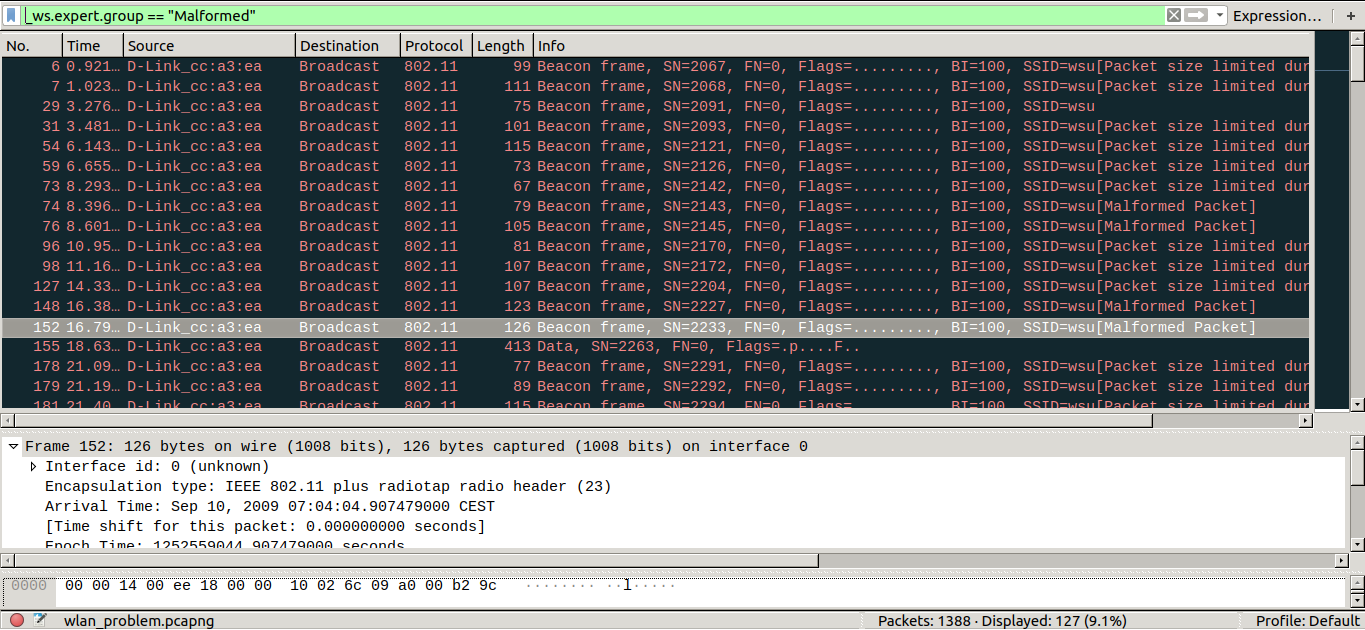 _ws.expert.group == "Malformed" Expression… +
No. Time Source Destination Protocol Length Info
6 0.921… D-Link_cc:a3:ea Broadcast 802.11 99 Beacon frame, SN=2067, FN=0, Flags=........., BI=100, SSID=wsu[Packet size limited dur
7 1.023… D-Link_cc:a3:ea Broadcast 802.11 111 Beacon frame, SN=2068, FN=0, Flags=........., BI=100, SSID=wsu[Packet size limited dur
29 3.276… D-Link_cc:a3:ea Broadcast 802.11 75 Beacon frame, SN=2091, FN=0, Flags=........., BI=100, SSID=wsu
31 3.481… D-Link_cc:a3:ea Broadcast 802.11 101 Beacon frame, SN=2093, FN=0, Flags=........., BI=100, SSID=wsu[Packet size limited dur
54 6.143… D-Link_cc:a3:ea Broadcast 802.11 115 Beacon frame, SN=2121, FN=0, Flags=........., BI=100, SSID=wsu[Packet size limited dur
59 6.655… D-Link_cc:a3:ea Broadcast 802.11 73 Beacon frame, SN=2126, FN=0, Flags=........., BI=100, SSID=wsu[Packet size limited dur
73 8.293… D-Link_cc:a3:ea Broadcast 802.11 67 Beacon frame, SN=2142, FN=0, Flags=........., BI=100, SSID=wsu[Packet size limited dur
74 8.396… D-Link_cc:a3:ea Broadcast 802.11 79 Beacon frame, SN=2143, FN=0, Flags=........., BI=100, SSID=wsu[Malformed Packet]
76 8.601… D-Link_cc:a3:ea Broadcast 802.11 105 Beacon frame, SN=2145, FN=0, Flags=........., BI=100, SSID=wsu[Malformed Packet]
96 10.95… D-Link_cc:a3:ea Broadcast 802.11 81 Beacon frame, SN=2170, FN=0, Flags=........., BI=100, SSID=wsu[Packet size limited dur
98 11.16… D-Link_cc:a3:ea Broadcast 802.11 107 Beacon frame, SN=2172, FN=0, Flags=........., BI=100, SSID=wsu[Packet size limited dur
127 14.33… D-Link_cc:a3:ea Broadcast 802.11 107 Beacon frame, SN=2204, FN=0, Flags=........., BI=100, SSID=wsu[Packet size limited dur
148 16.38… D-Link_cc:a3:ea Broadcast 802.11 123 Beacon frame, SN=2227, FN=0, Flags=........., BI=100, SSID=wsu[Malformed Packet]
152 16.79… D-Link_cc:a3:ea Broadcast 802.11 126 Beacon frame, SN=2233, FN=0, Flags=........., BI=100, SSID=wsu[Malformed Packet]
155 18.63… D-Link_cc:a3:ea Broadcast 802.11 413 Data, SN=2263, FN=0, Flags=.p....F..
178 21.09… D-Link_cc:a3:ea Broadcast 802.11 77 Beacon frame, SN=2291, FN=0, Flags=........., BI=100, SSID=wsu[Packet size limited dur
179 21.19… D-Link_cc:a3:ea Broadcast 802.11 89 Beacon frame, SN=2292, FN=0, Flags=........., BI=100, SSID=wsu[Packet size limited dur
181 21.40… D-Link_cc:a3:ea Broadcast 802.11 115 Beacon frame, SN=2294, FN=0, Flags=........., BI=100, SSID=wsu[Packet size limited dur
Frame 152: 126 bytes on wire (1008 bits), 126 bytes captured (1008 bits) on interface 0
Interface id: 0 (unknown)
Encapsulation type: IEEE 802.11 plus radiotap radio header (23)
Arrival Time: Sep 10, 2009 07:04:04.907479000 CEST
[Time shift for this packet: 0.000000000 seconds]
Epoch Time: 1252559044.907479000 seconds
0000 00 00 14 00 ee 18 00 00 10 02 6c 09 a0 00 b2 9c ········ ··l·····
wlan_problem.pcapng Packets: 1388 · Displayed: 127 (9.1%) Profile: Default